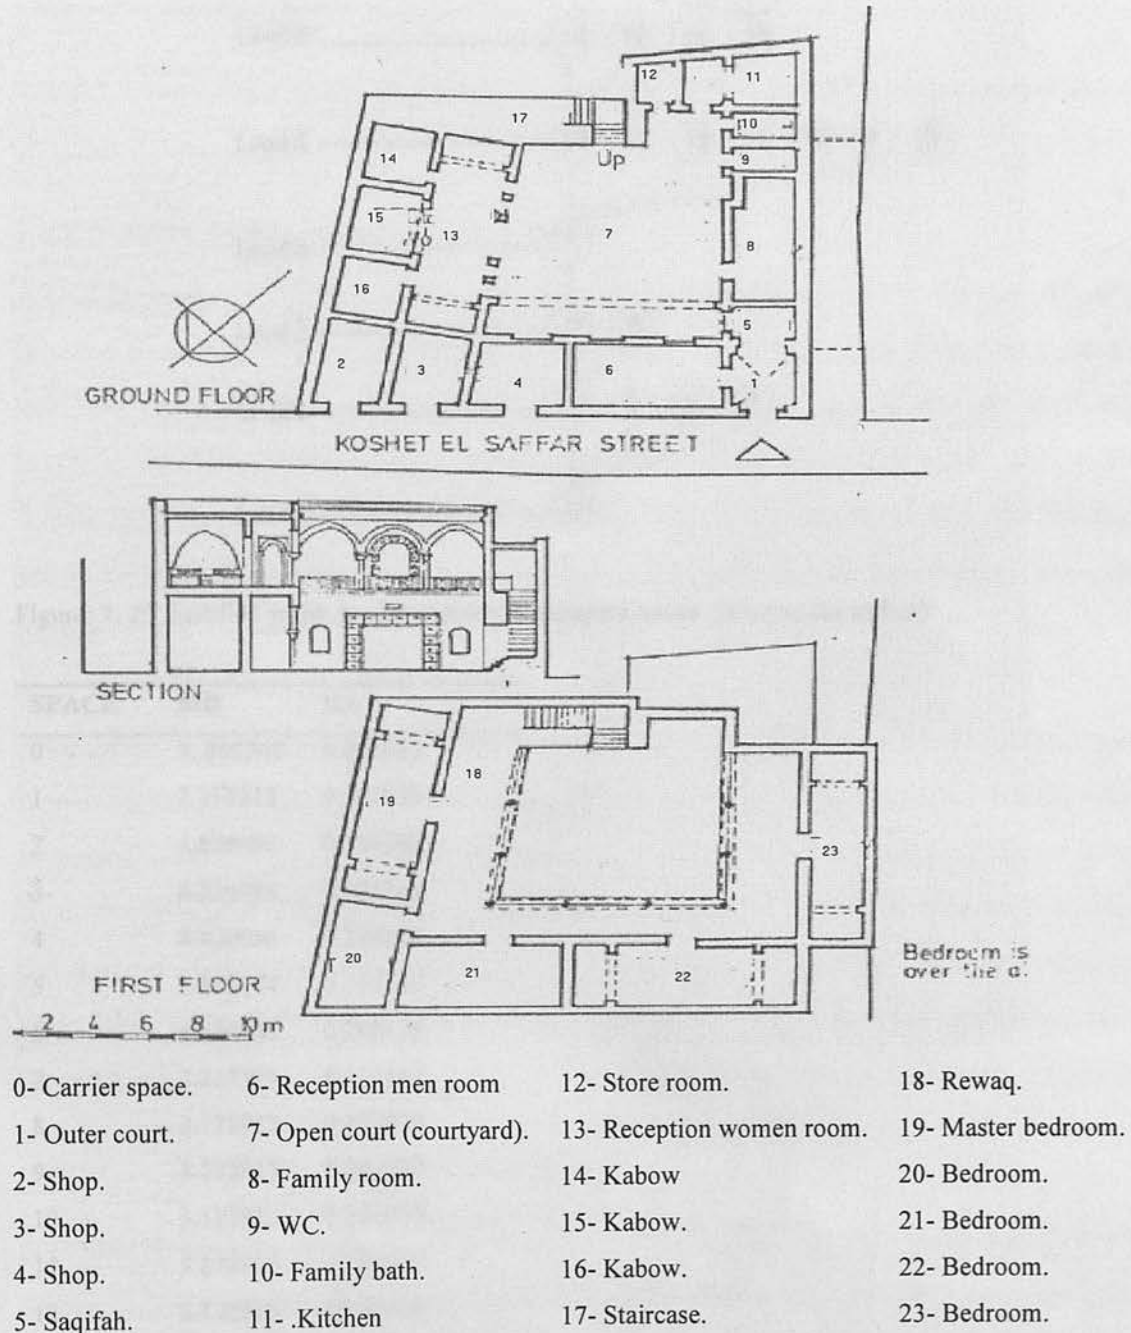 12
11
10
17
14
UP
9
15
13
7
8
16
5
2
3
4
6
1
GROUND FLOOR
KOSHET EL SAFFAR STREET
SECTION
18
19
23
20
21
22
Bedroom is
over the
FIRST FLOOR
2 4 6 8 10 m
0- Carrier space. 6- Reception men room 12- Store room. 18- Rewaq.
1- Outer court. 7- Open court (courtyard). 13- Reception women room. 19- Master bedroom.
2- Shop. 8- Family room. 14- Kabow 20- Bedroom.
3- Shop. 9- WC. 15- Kabow. 21- Bedroom.
4- Shop. 10- Family bath. 16- Kabow. 22- Bedroom.
5- Saqifah. 11- .Kitchen 17- Staircase. 23- Bedroom.